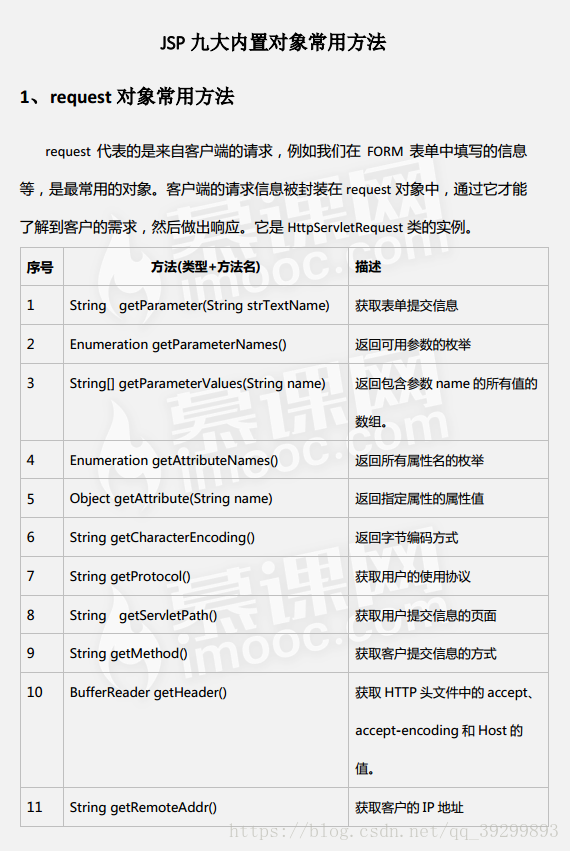 JSP 九大内置对象常用方法
1、request 对象常用方法
request 代表的是来自客户端的请求，例如我们在 FORM 表单中填写的信息
等，是最常用的对象。客户端的请求信息被封装在 request 对象中，通过它才能
了解到客户的需求，然后做出响应。它是 HttpServletRequest 类的实例。
序号 方法(类型+方法名) 描述
1 String getParameter(String strTextName) 获取表单提交信息
2 Enumeration getParameterNames() 返回可用参数的枚举
3 String[] getParameterValues(String name) 返回包含参数 name 的所有值的
数组。
4 Enumeration getAttributeNames() 返回所有属性名的枚举
5 Object getAttribute(String name) 返回指定属性的属性值
6 String getCharacterEncoding() 返回字节编码方式
7 String getProtocol() 获取用户的使用协议
8 String getServletPath() 获取用户提交信息的页面
9 String getMethod() 获取客户提交信息的方式
10 BufferReader getHeader() 获取 HTTP 头文件中的 accept、
accept-encoding 和 Host 的
值。
11 String getRemoteAddr() 获取客户的 IP 地址
慕课网
imooc.com
慕课网
imooc.com
慕课网
imooc.com
https://blog.csdn.net/qq_39299893